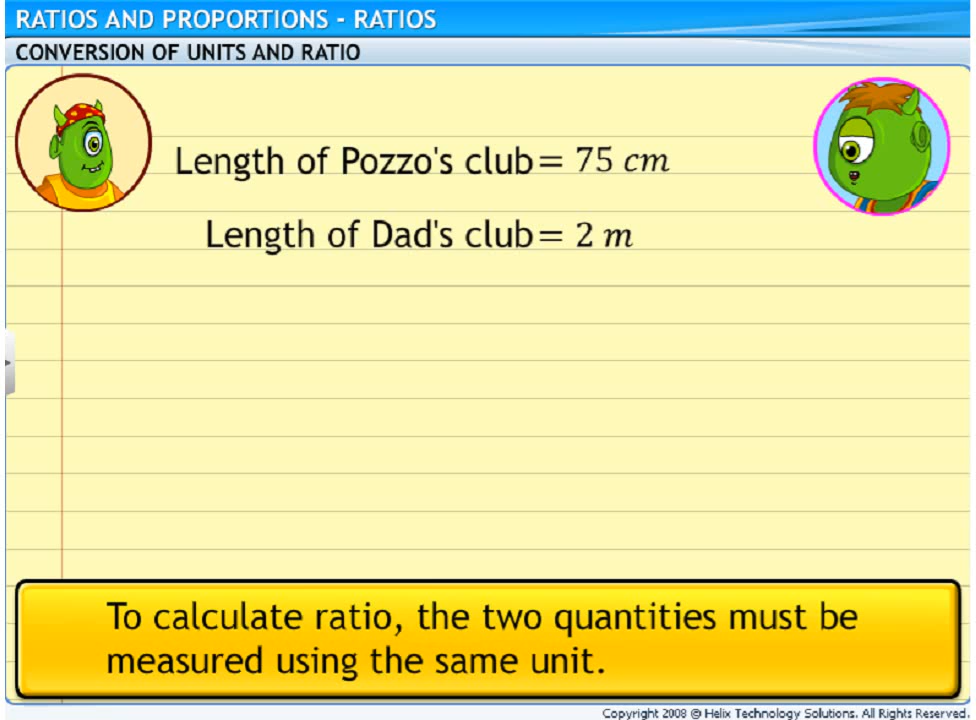 RATIOS AND PROPORTIONS - RATIOS
CONVERSION OF UNITS AND RATIO
Length of Pozzo's club = 75 cm
Length of Dad's club = 2 m
To calculate ratio, the two quantities must be
measured using the same unit.
Copyright 2008 © Helix Technology Solutions. All Rights Reserved.